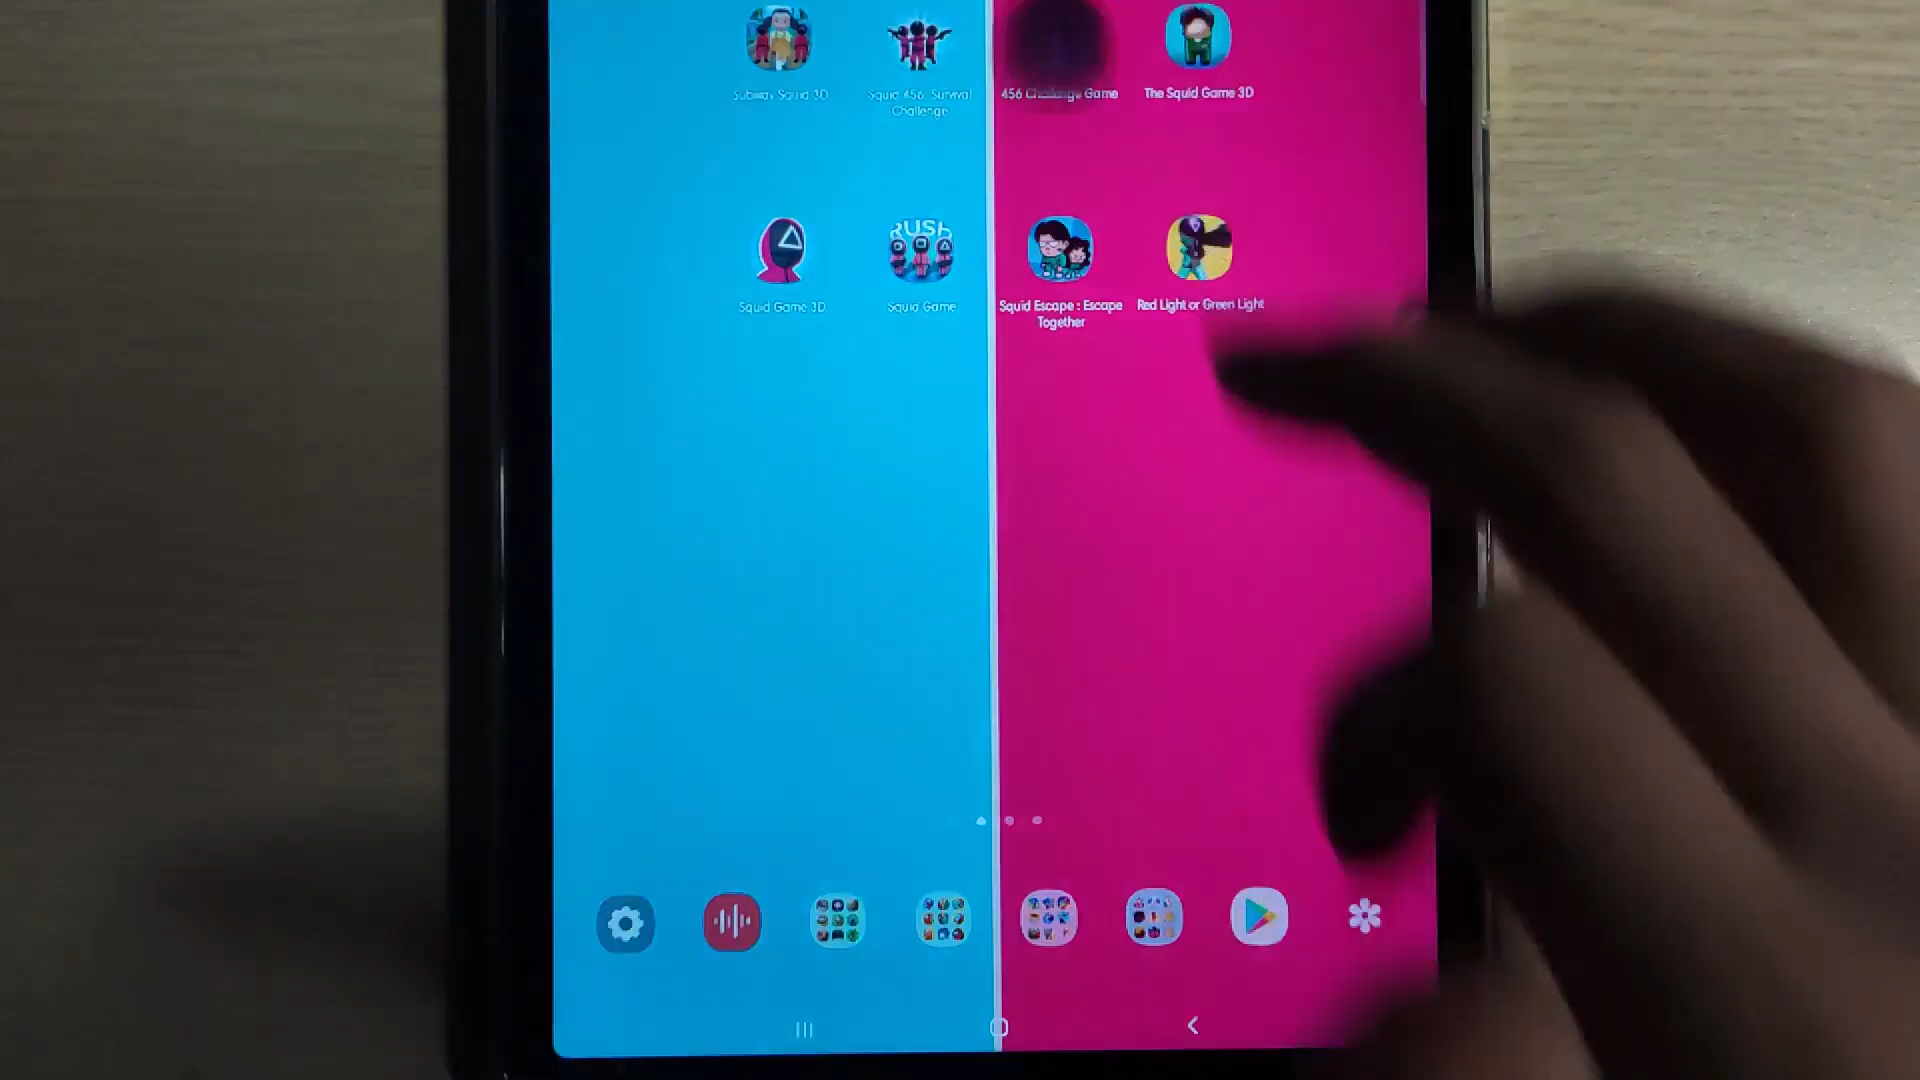 Subway Squid 3D
Squid 456: Survival
Challenge
456 Challenge Game
The Squid Game 3D
RUSH
Squid Game 3D
Squid Game
Squid Escape : Escape
Together
Red Light or Green Light